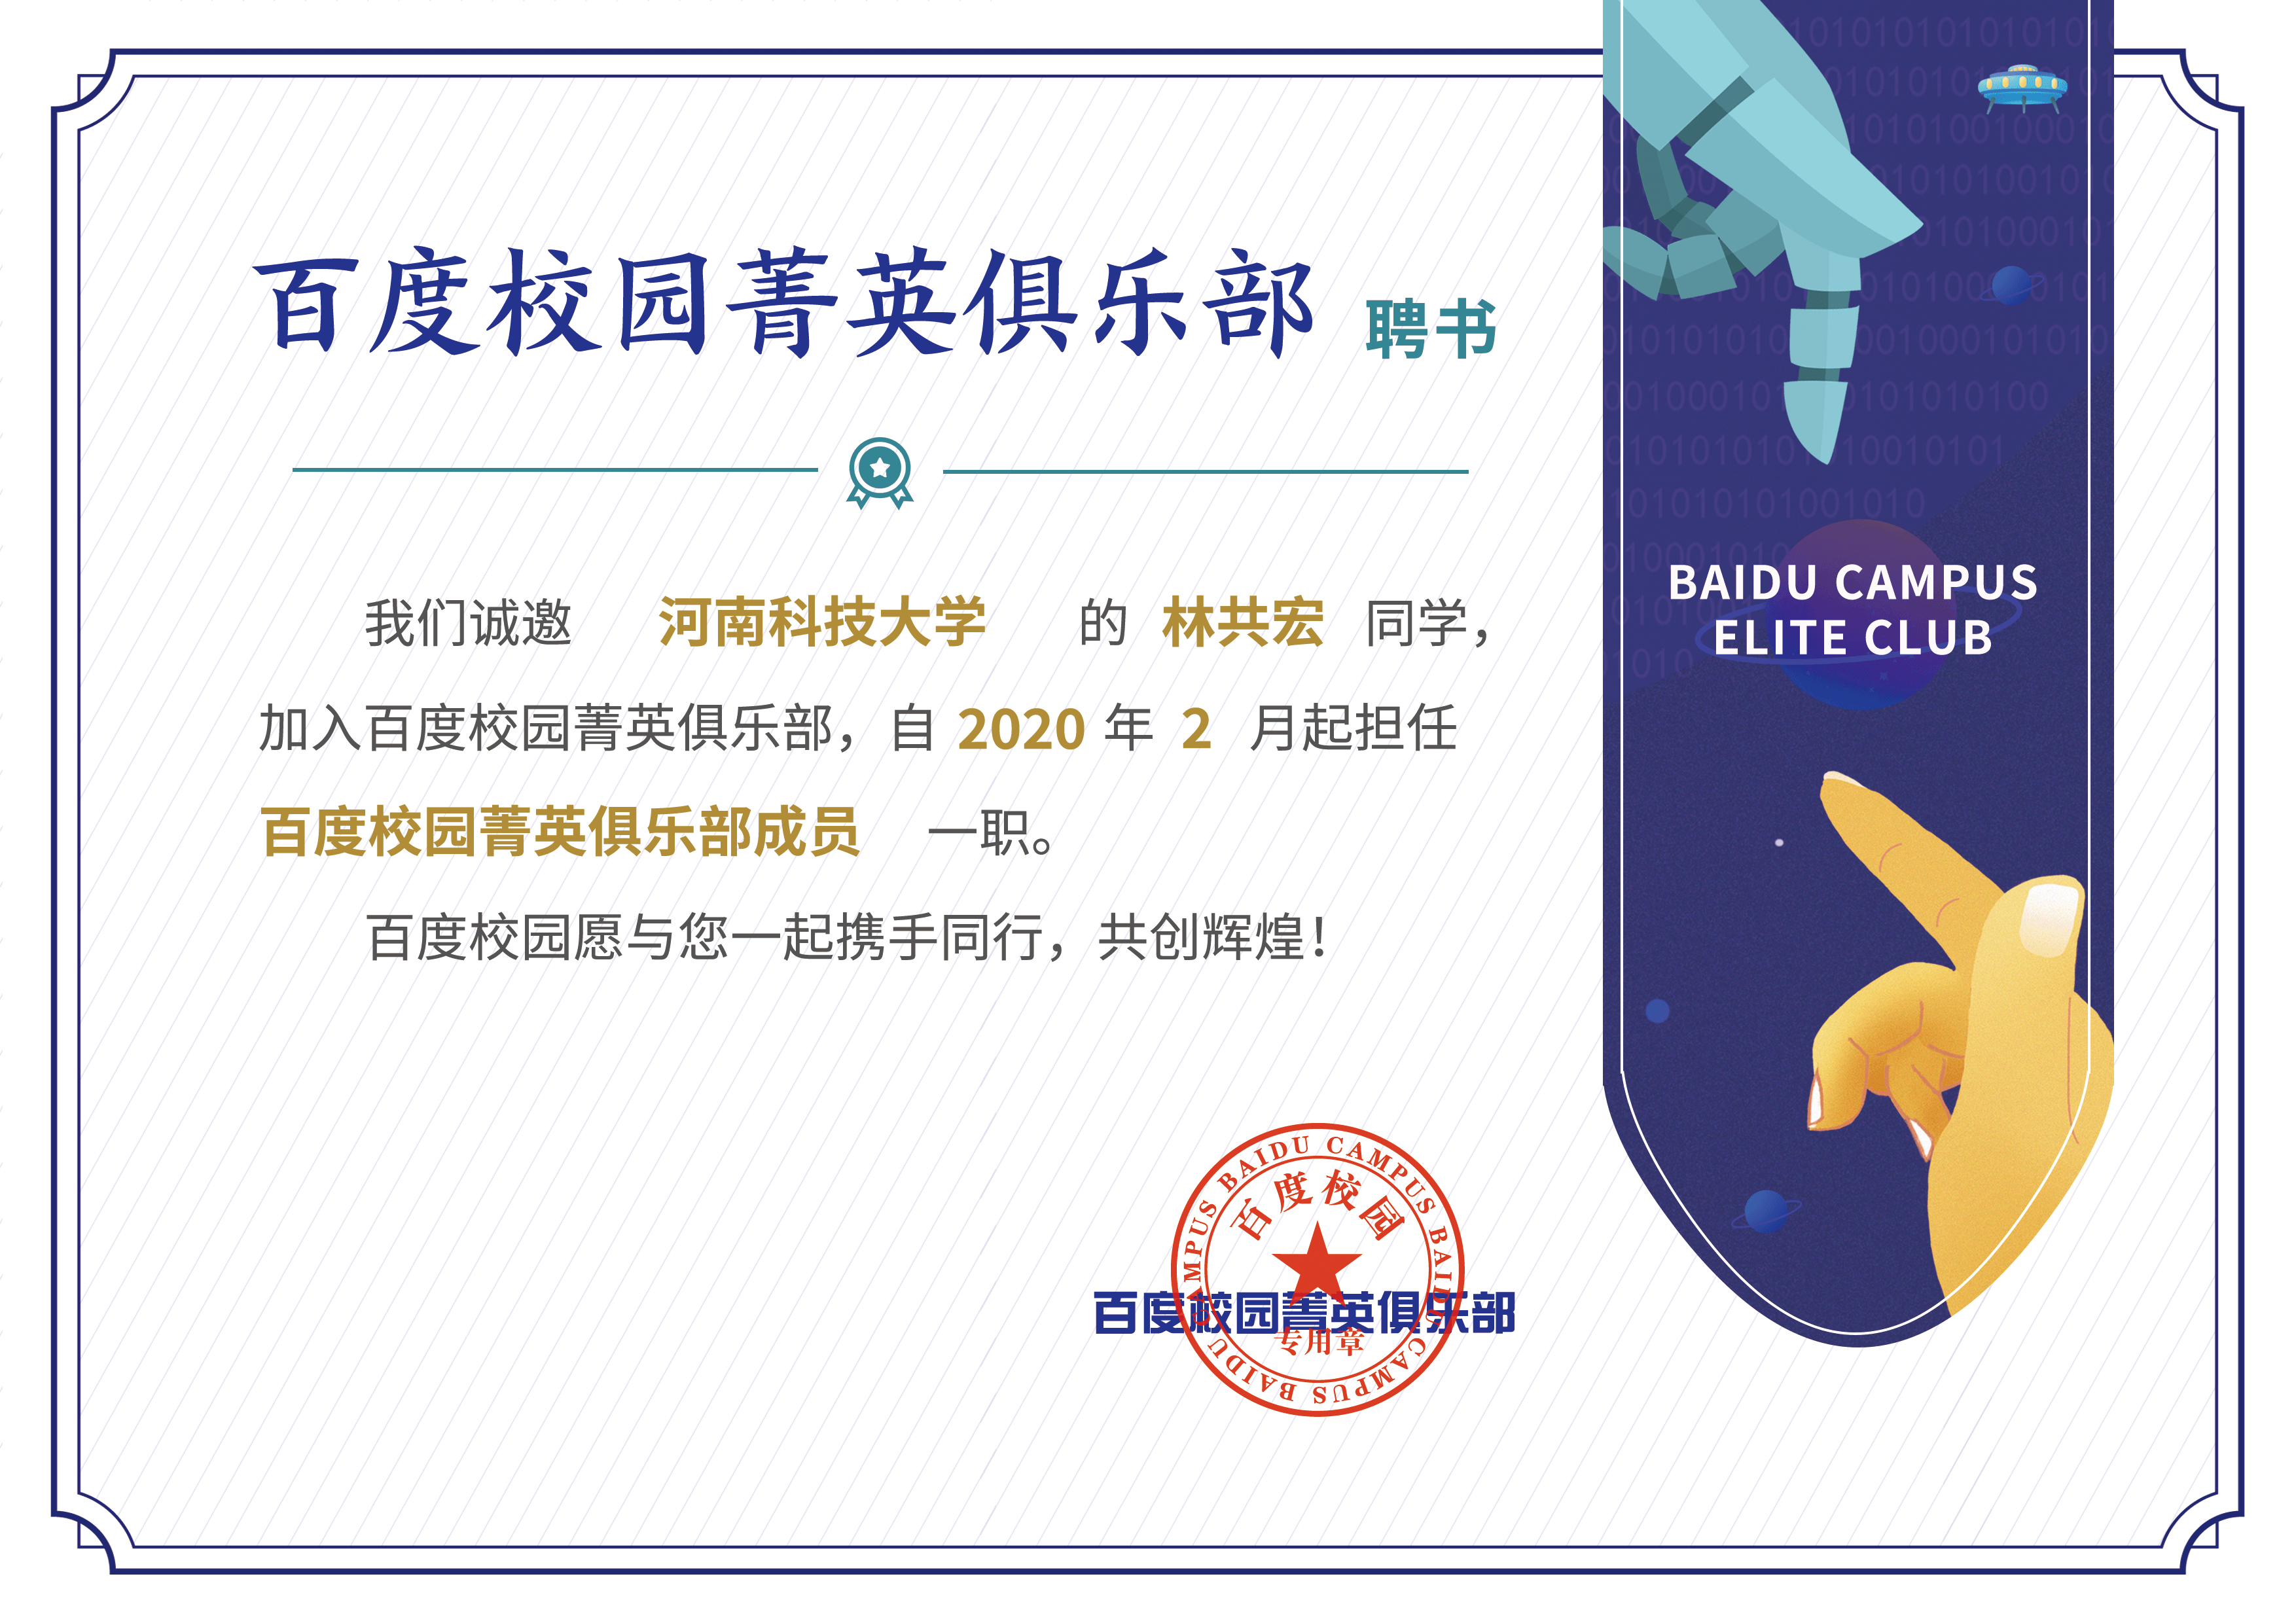 百度校园菁英俱乐部 聘书
我们诚邀 河南科技大学 的 林共宏 同学，
加入百度校园菁英俱乐部，自 2020 年 2 月起担任
百度校园菁英俱乐部成员 一职。
百度校园愿与您一起携手同行，共创辉煌！
BAIDU CAMPUS
ELITE CLUB
BAIDU CAMPUS BAIDU CAMPUS BAIDU CAMPUS
百度校园
百度校园菁英俱乐部
专用章